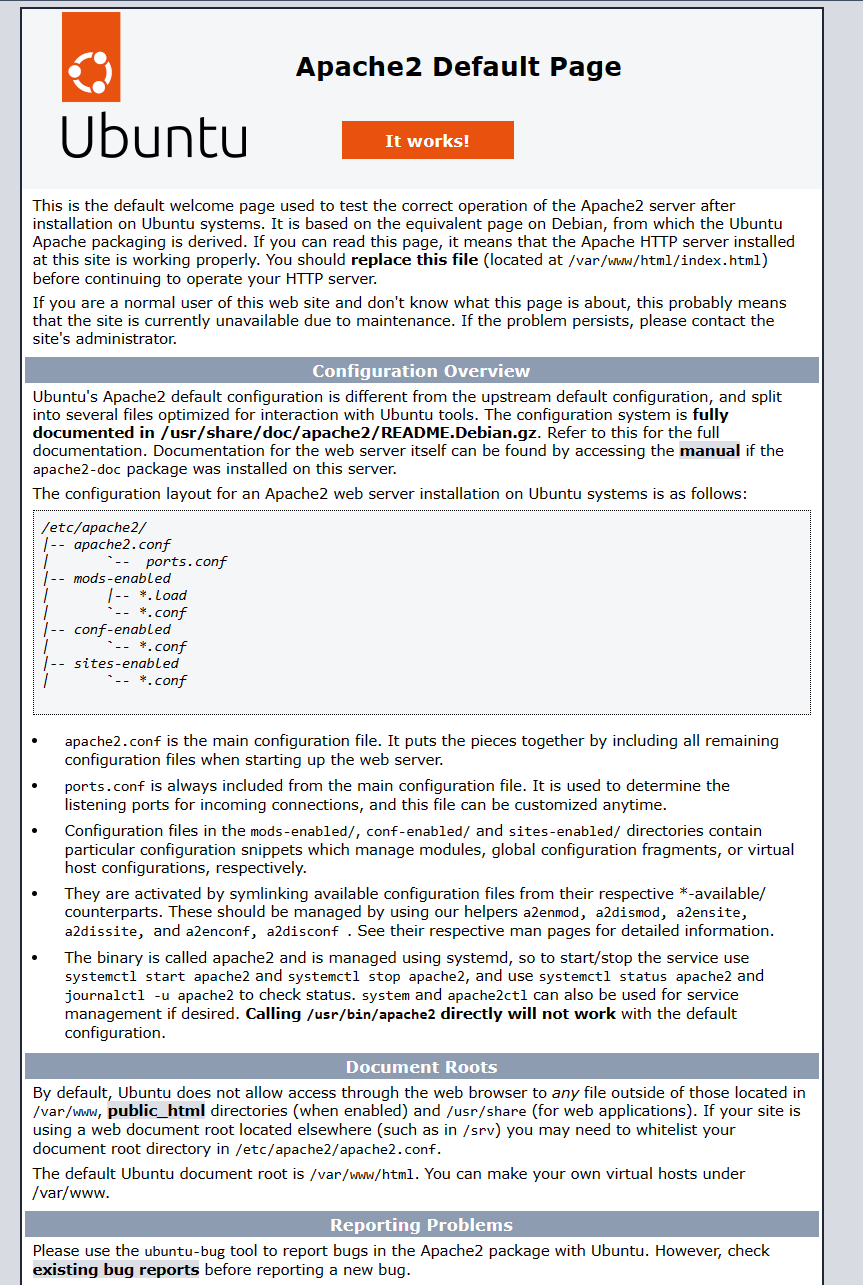 Ubuntu
Apache2 Default Page
It works!
This is the default welcome page used to test the correct operation of the Apache2 server after
installation on Ubuntu systems. It is based on the equivalent page on Debian, from which the Ubuntu
Apache packaging is derived. If you can read this page, it means that the Apache HTTP server installed
at this site is working properly. You should replace this file (located at /var/www/html/index.html)
before continuing to operate your HTTP server.
If you are a normal user of this web site and don't know what this page is about, this probably means
that the site is currently unavailable due to maintenance. If the problem persists, please contact the
site's administrator.
Configuration Overview
Ubuntu's Apache2 default configuration is different from the upstream default configuration, and split
into several files optimized for interaction with Ubuntu tools. The configuration system is fully
documented in /usr/share/doc/apache2/README.Debian.gz. Refer to this for the full
documentation. Documentation for the web server itself can be found by accessing the manual if the
apache2-doc package was installed on this server.
The configuration layout for an Apache2 web server installation on Ubuntu systems is as follows:
/etc/apache2/
|-- apache2.conf
|       `--  ports.conf
|-- mods-enabled
|       |-- *.load
|       `-- *.conf
|-- conf-enabled
|       `-- *.conf
|-- sites-enabled
|       `-- *.conf
• apache2.conf is the main configuration file. It puts the pieces together by including all remaining
configuration files when starting up the web server.
• ports.conf is always included from the main configuration file. It is used to determine the
listening ports for incoming connections, and this file can be customized anytime.
• Configuration files in the mods-enabled/, conf-enabled/ and sites-enabled/ directories contain
particular configuration snippets which manage modules, global configuration fragments, or virtual
host configurations, respectively.
• They are activated by symlinking available configuration files from their respective *-available/
counterparts. These should be managed by using our helpers a2enmod, a2dismod, a2ensite,
a2dissite, and a2enconf, a2disconf . See their respective man pages for detailed information.
• The binary is called apache2 and is managed using systemd, so to start/stop the service use
systemctl start apache2 and systemctl stop apache2, and use systemctl status apache2 and
journalctl -u apache2 to check status. system and apache2ctl can also be used for service
management if desired. Calling /usr/bin/apache2 directly will not work with the default
configuration.
Document Roots
By default, Ubuntu does not allow access through the web browser to any file outside of those located in
/var/www, public_html directories (when enabled) and /usr/share (for web applications). If your site is
using a web document root located elsewhere (such as in /srv) you may need to whitelist your
document root directory in /etc/apache2/apache2.conf.
The default Ubuntu document root is /var/www/html. You can make your own virtual hosts under
/var/www.
Reporting Problems
Please use the ubuntu-bug tool to report bugs in the Apache2 package with Ubuntu. However, check
existing bug reports before reporting a new bug.